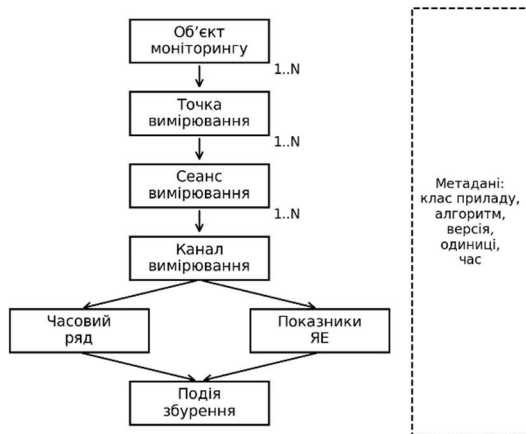 Об’єкт
моніторингу
1..N
Точка
вимірювання
1..N
Сеанс
вимірювання
1..N
Канал
вимірювання
Часовий
ряд
Показники
ЯЕ
Подія
збурення
Метадані:
клас приладу,
алгоритм,
версія,
одиниці,
час